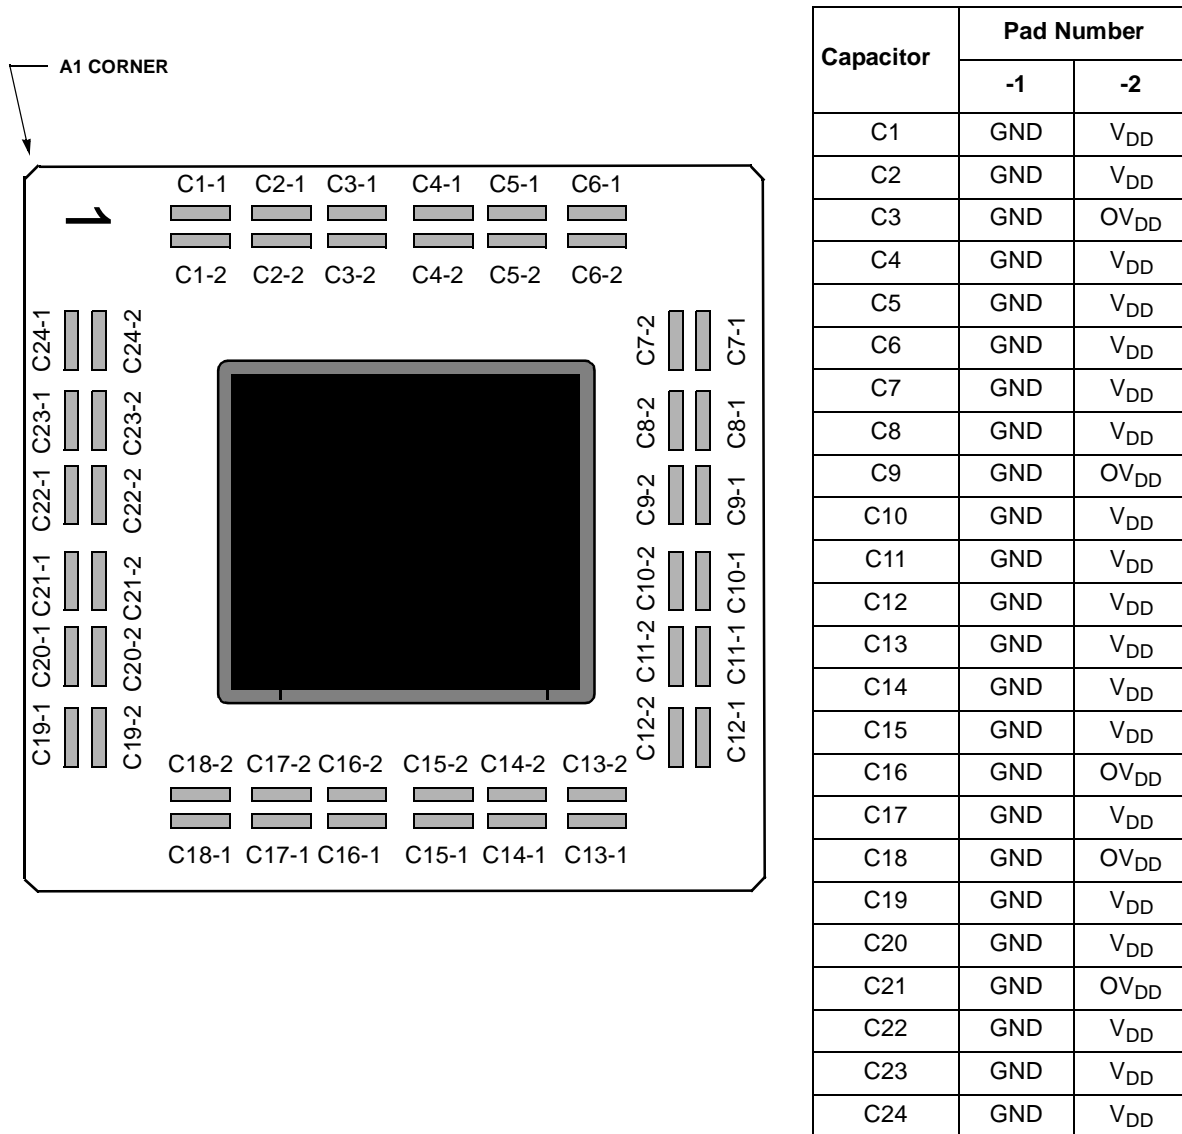 A1 CORNER
1
C1-1 C2-1 C3-1 C4-1 C5-1 C6-1
C1-2 C2-2 C3-2 C4-2 C5-2 C6-2
C24-1 C24-2 C7-2 C7-1
C23-1 C23-2 C8-2 C8-1
C22-1 C22-2 C9-2 C9-1
C21-1 C21-2 C10-2 C10-1
C20-1 C20-2 C11-2 C11-1
C19-1 C19-2 C12-2 C12-1
C18-2 C17-2 C16-2 C15-2 C14-2 C13-2
C18-1 C17-1 C16-1 C15-1 C14-1 C13-1
Capacitor Pad Number
-1 -2
C1 GND VDD
C2 GND VDD
C3 GND OVDD
C4 GND VDD
C5 GND VDD
C6 GND VDD
C7 GND VDD
C8 GND VDD
C9 GND OVDD
C10 GND VDD
C11 GND VDD
C12 GND VDD
C13 GND VDD
C14 GND VDD
C15 GND VDD
C16 GND OVDD
C17 GND VDD
C18 GND OVDD
C19 GND VDD
C20 GND VDD
C21 GND OVDD
C22 GND VDD
C23 GND VDD
C24 GND VDD